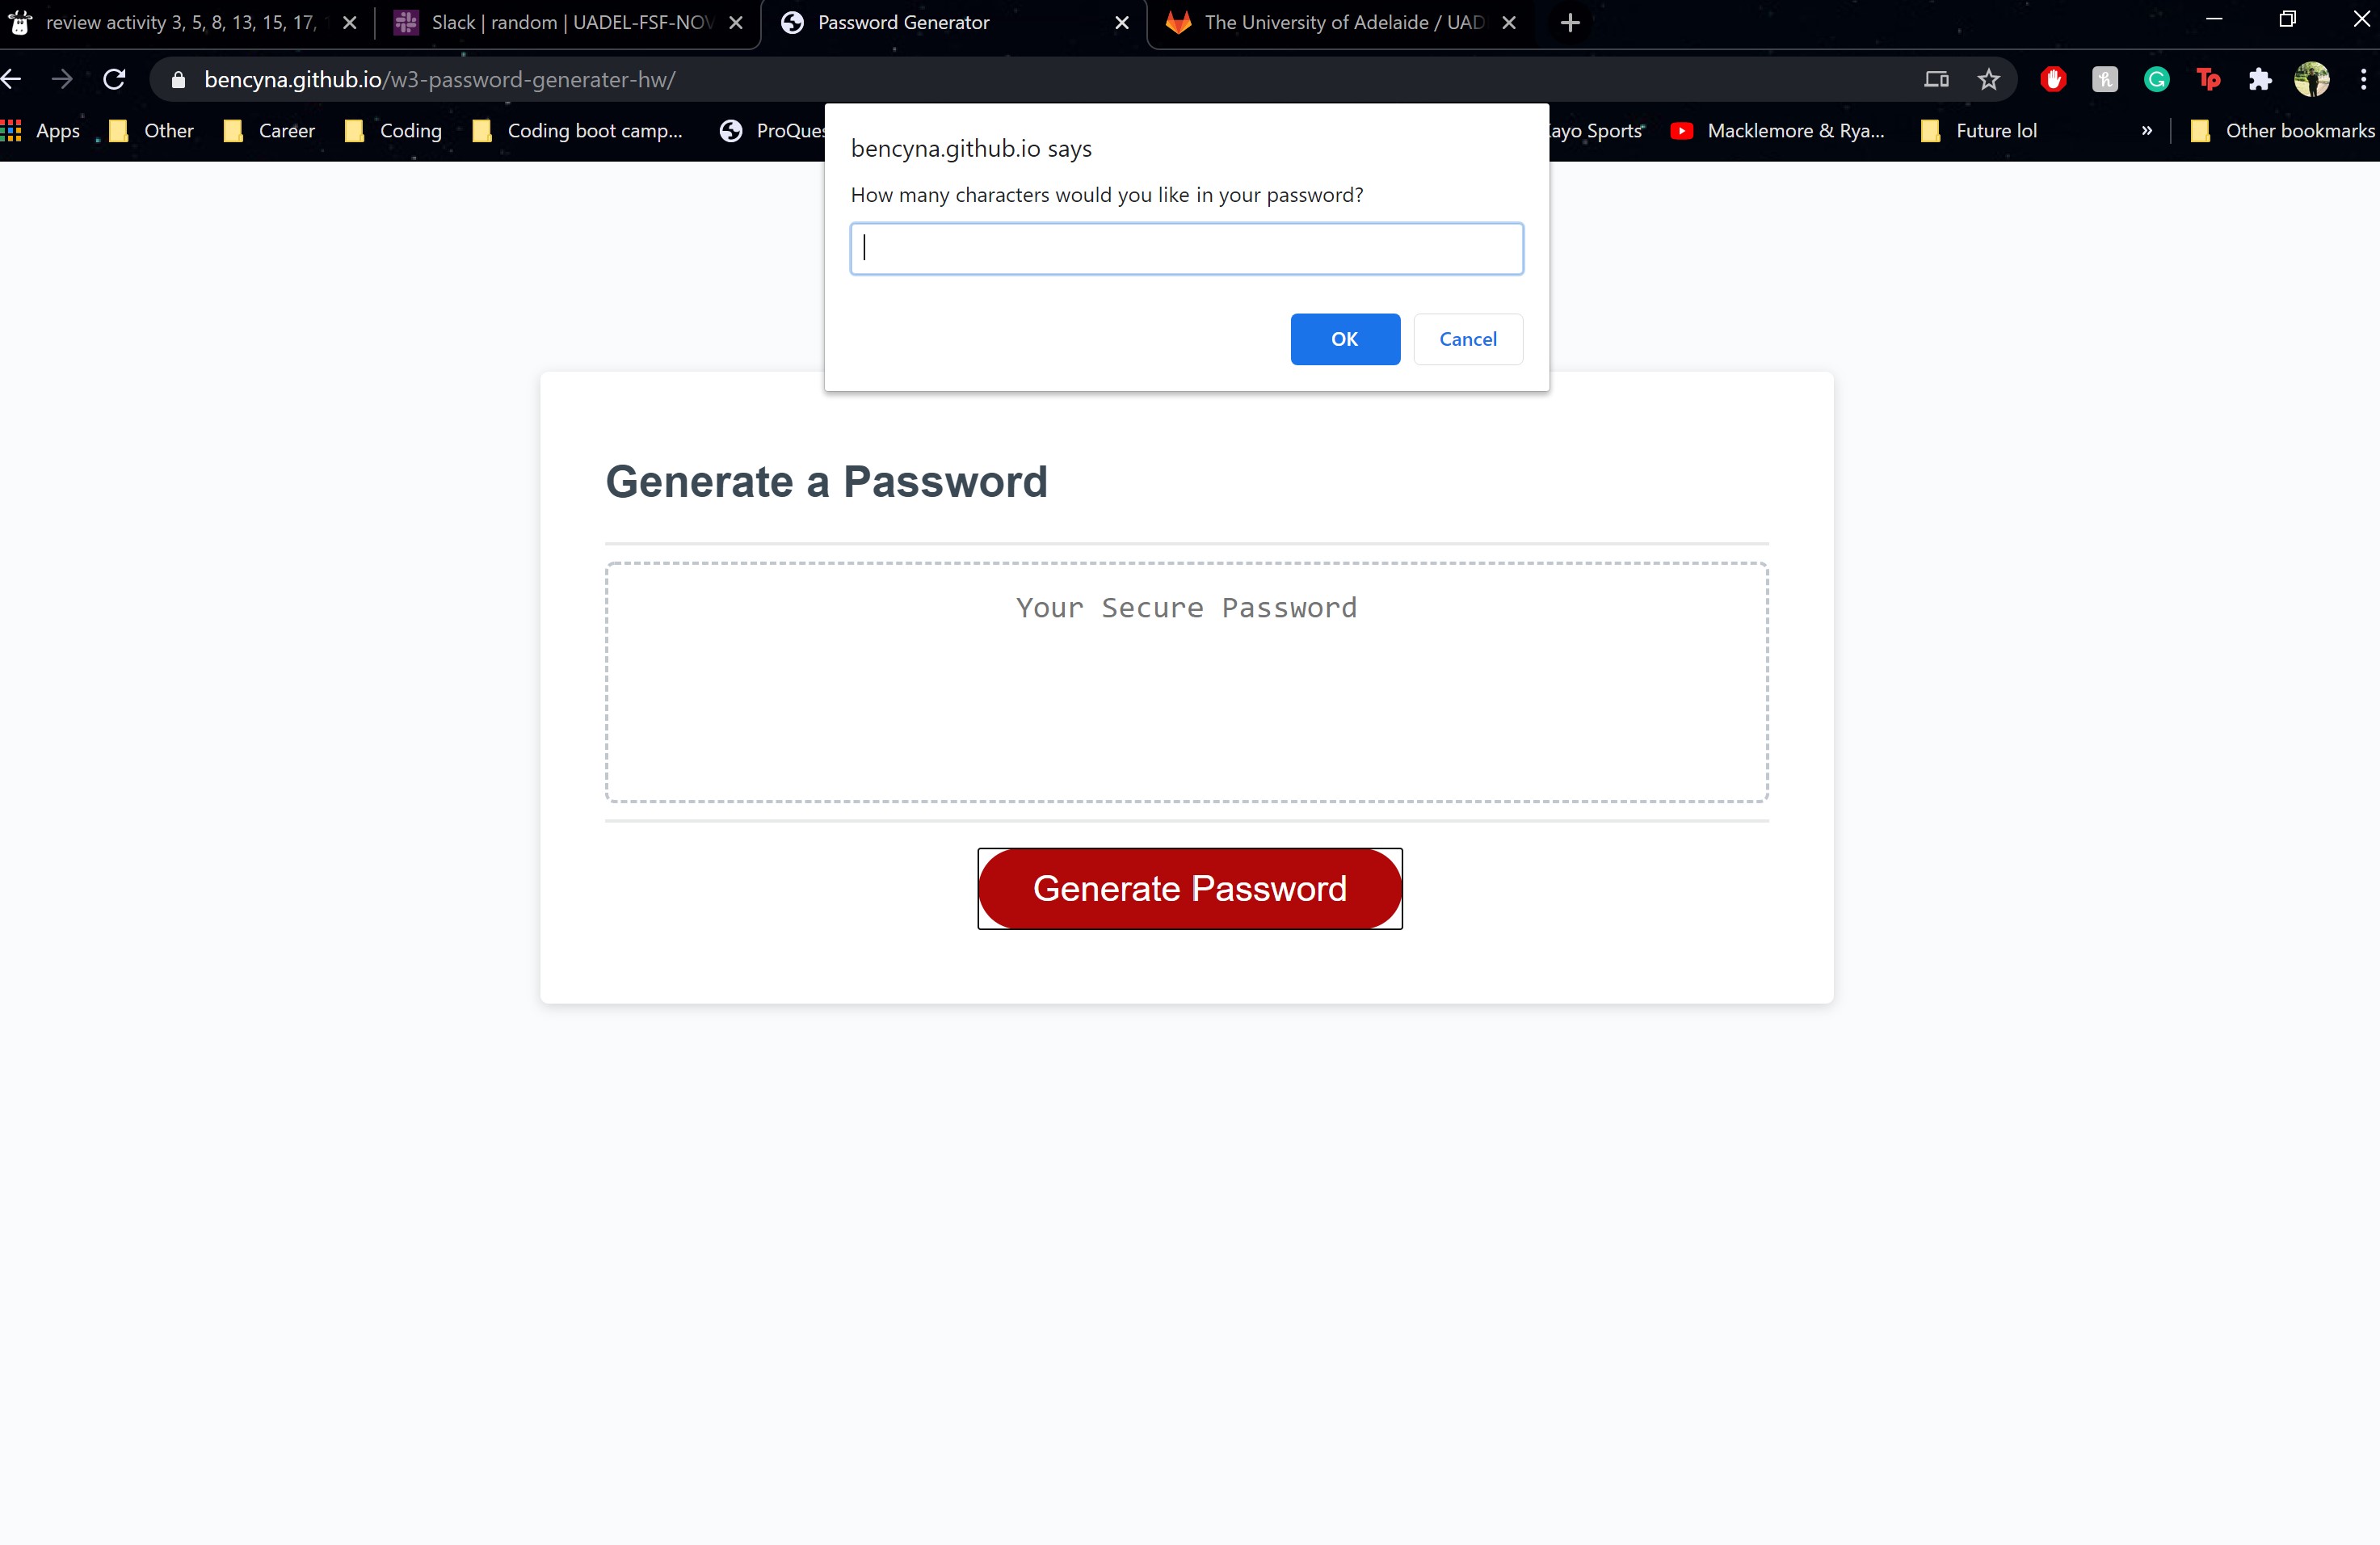 review activity 3, 5, 8, 13, 15, 17,
Slack | random | UADEL-FSF-NOV
Password Generator
The University of Adelaide / UAD
bencyna.github.io/w3-password-generater-hw/
Apps
Other
Career
Coding
Coding boot camp...
ProQues
ayo Sports
Macklemore & Rya...
Future lol
»
Other bookmarks
bencyna.github.io says
How many characters would you like in your password?
OK
Cancel
Generate a Password
Your Secure Password
Generate Password